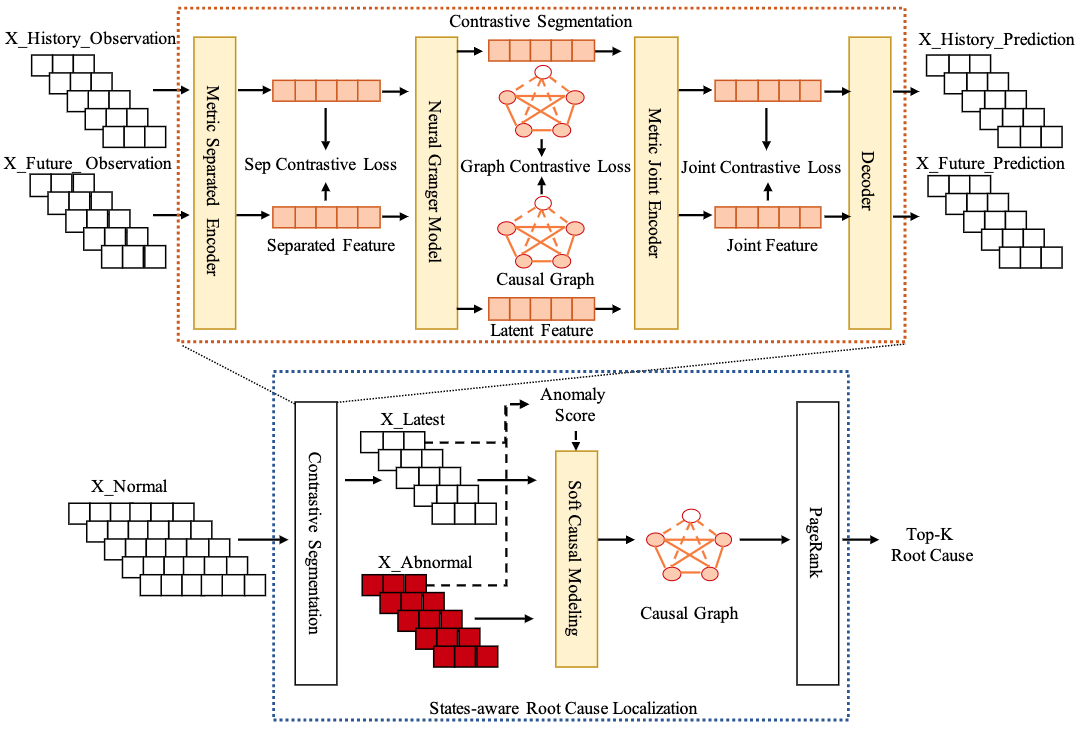 Contrastive Segmentation
X_History_Observation
X_Future_Observation
Metric Separated Encoder
Sep Contrastive Loss
Separated Feature
Neural Granger Model
Graph Contrastive Loss
Causal Graph
Latent Feature
Metric Joint Encoder
Joint Contrastive Loss
Joint Feature
Decoder
X_History_Prediction
X_Future_Prediction
X_Normal
Contrastive Segmentation
X_Latest
X_Abnormal
Anomaly
Score
Soft Causal Modeling
Causal Graph
PageRank
Top-K
Root Cause
States-aware Root Cause Localization